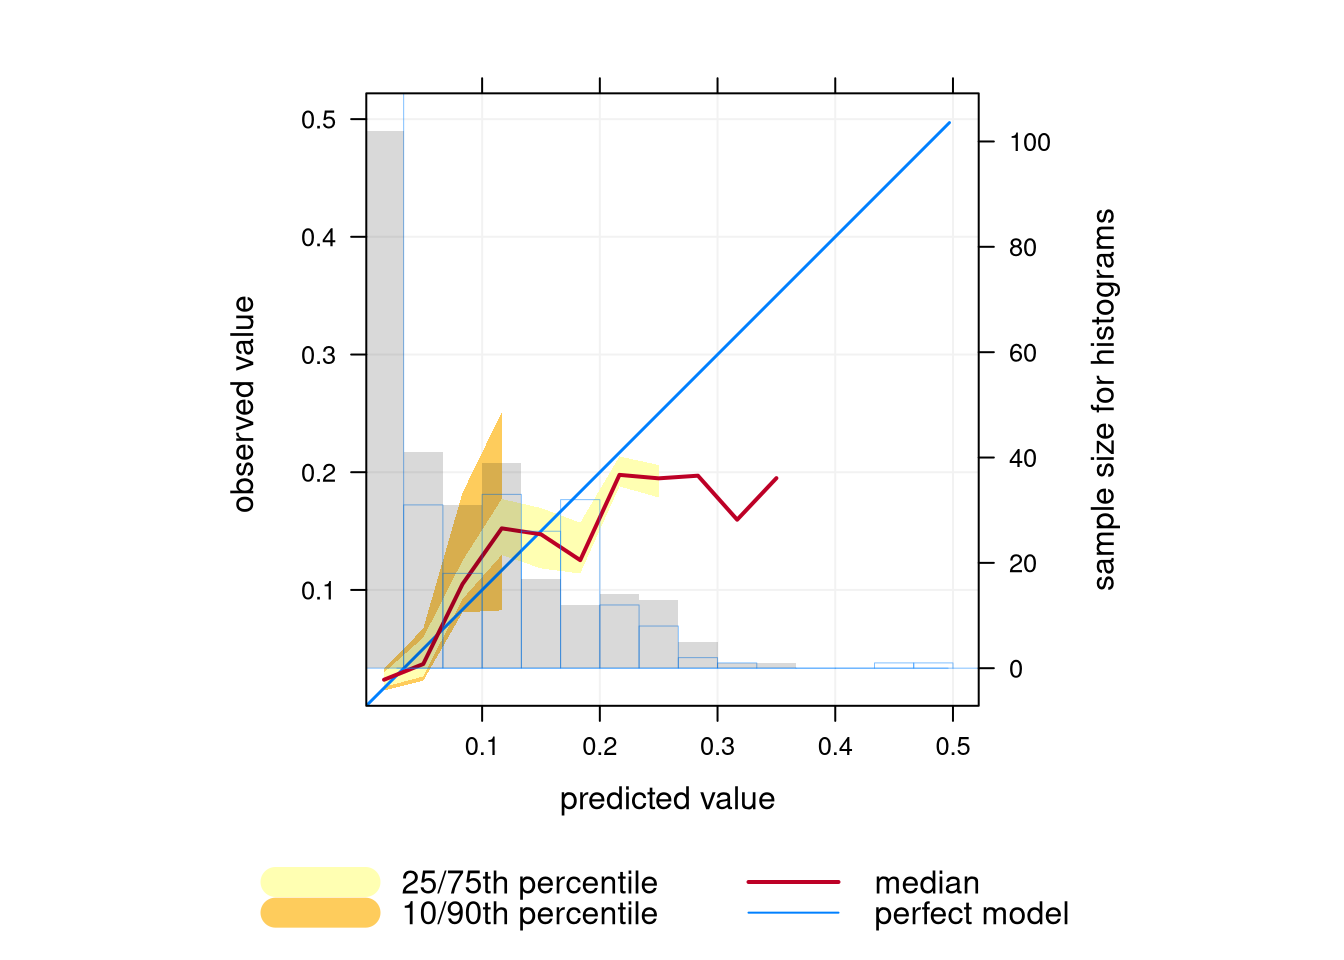 0.5
0.4
0.3
0.2
0.1
observed value
100
80
60
40
20
0
sample size for histograms
0.1 0.2 0.3 0.4 0.5
predicted value
25/75th percentile median
10/90th percentile perfect model